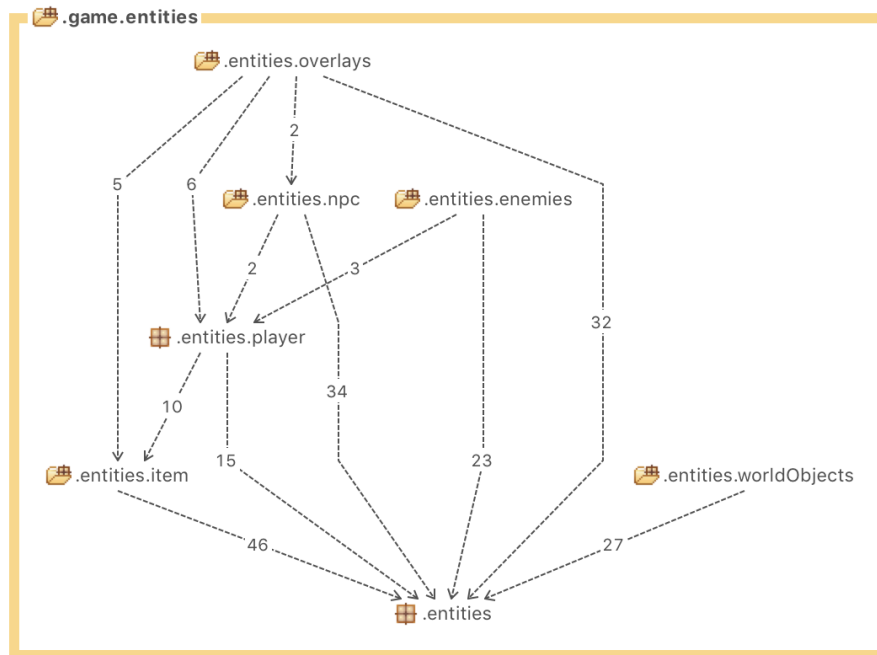 .game.entities
.entities.overlays
2
5
6
.entities.npc
.entities.enemies
2
3
32
.entities.player
34
10
15
23
.entities.item
.entities.worldObjects
46
27
.entities